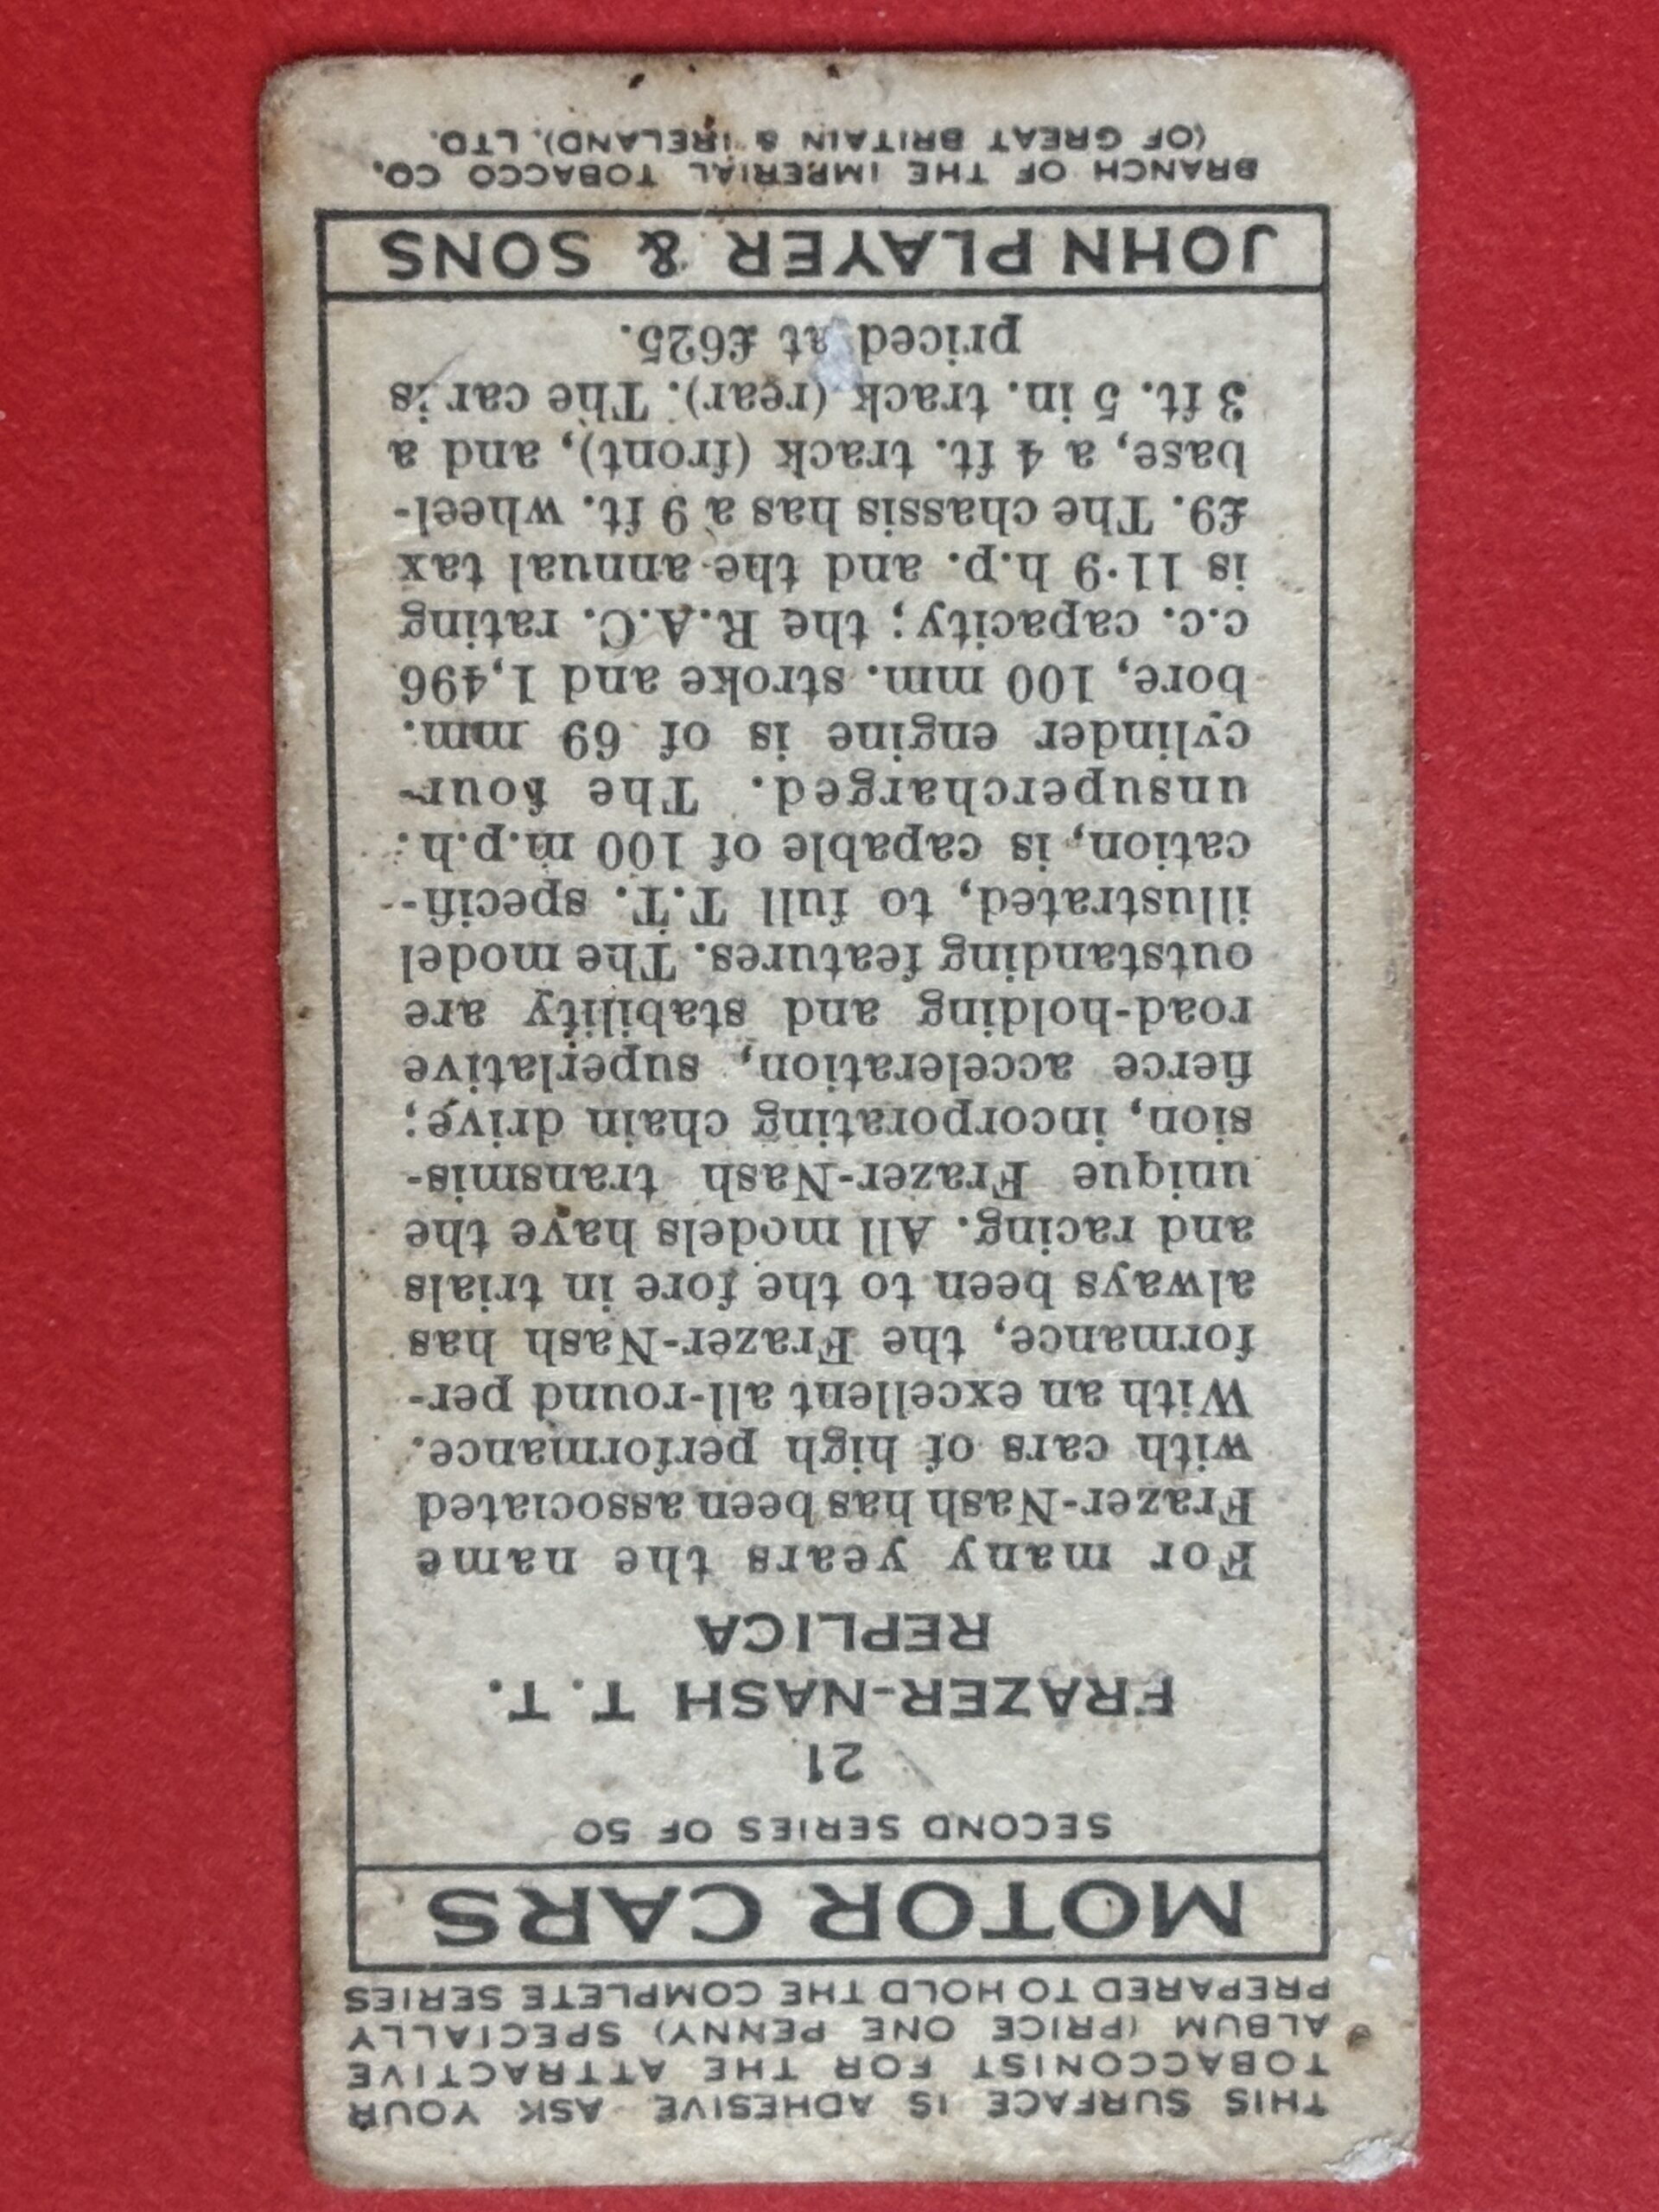 THIS SURFACE IS ADHESIVE ASK YOUR
TOBACCONIST FOR THE ATTRACTIVE
ALBUM (PRICE ONE PENNY) SPECIALLY
PREPARED TO HOLD THE COMPLETE SERIES
MOTOR CARS
SECOND SERIES OF 50
21
FRAZER-NASH T.T.
REPLICA
For many years the name
Frazer-Nash has been associated
with cars of high performance.
With an excellent all-round per-
formance, the Frazer-Nash has
always been to the fore in trials
and racing. All models have the
unique Frazer-Nash transmis-
sion, incorporating chain drive;
fierce acceleration, superlative
road-holding and stability are
outstanding features. The model
illustrated, to full T.T. specifi-
cation, is capable of 100 m.p.h.
unsupercharged. The four-
cylinder engine is of 69 mm.
bore, 100 mm. stroke and 1,496
c.c. capacity; the R.A.C. rating
is 11·9 h.p. and the annual tax
£9. The chassis has a 9 ft. wheel-
base, a 4 ft. track (front), and a
3 ft. 5 in. track (rear). The car is
priced at £625.
JOHN PLAYER & SONS
BRANCH OF THE IMPERIAL TOBACCO CO.
(OF GREAT BRITAIN & IRELAND), LTD.